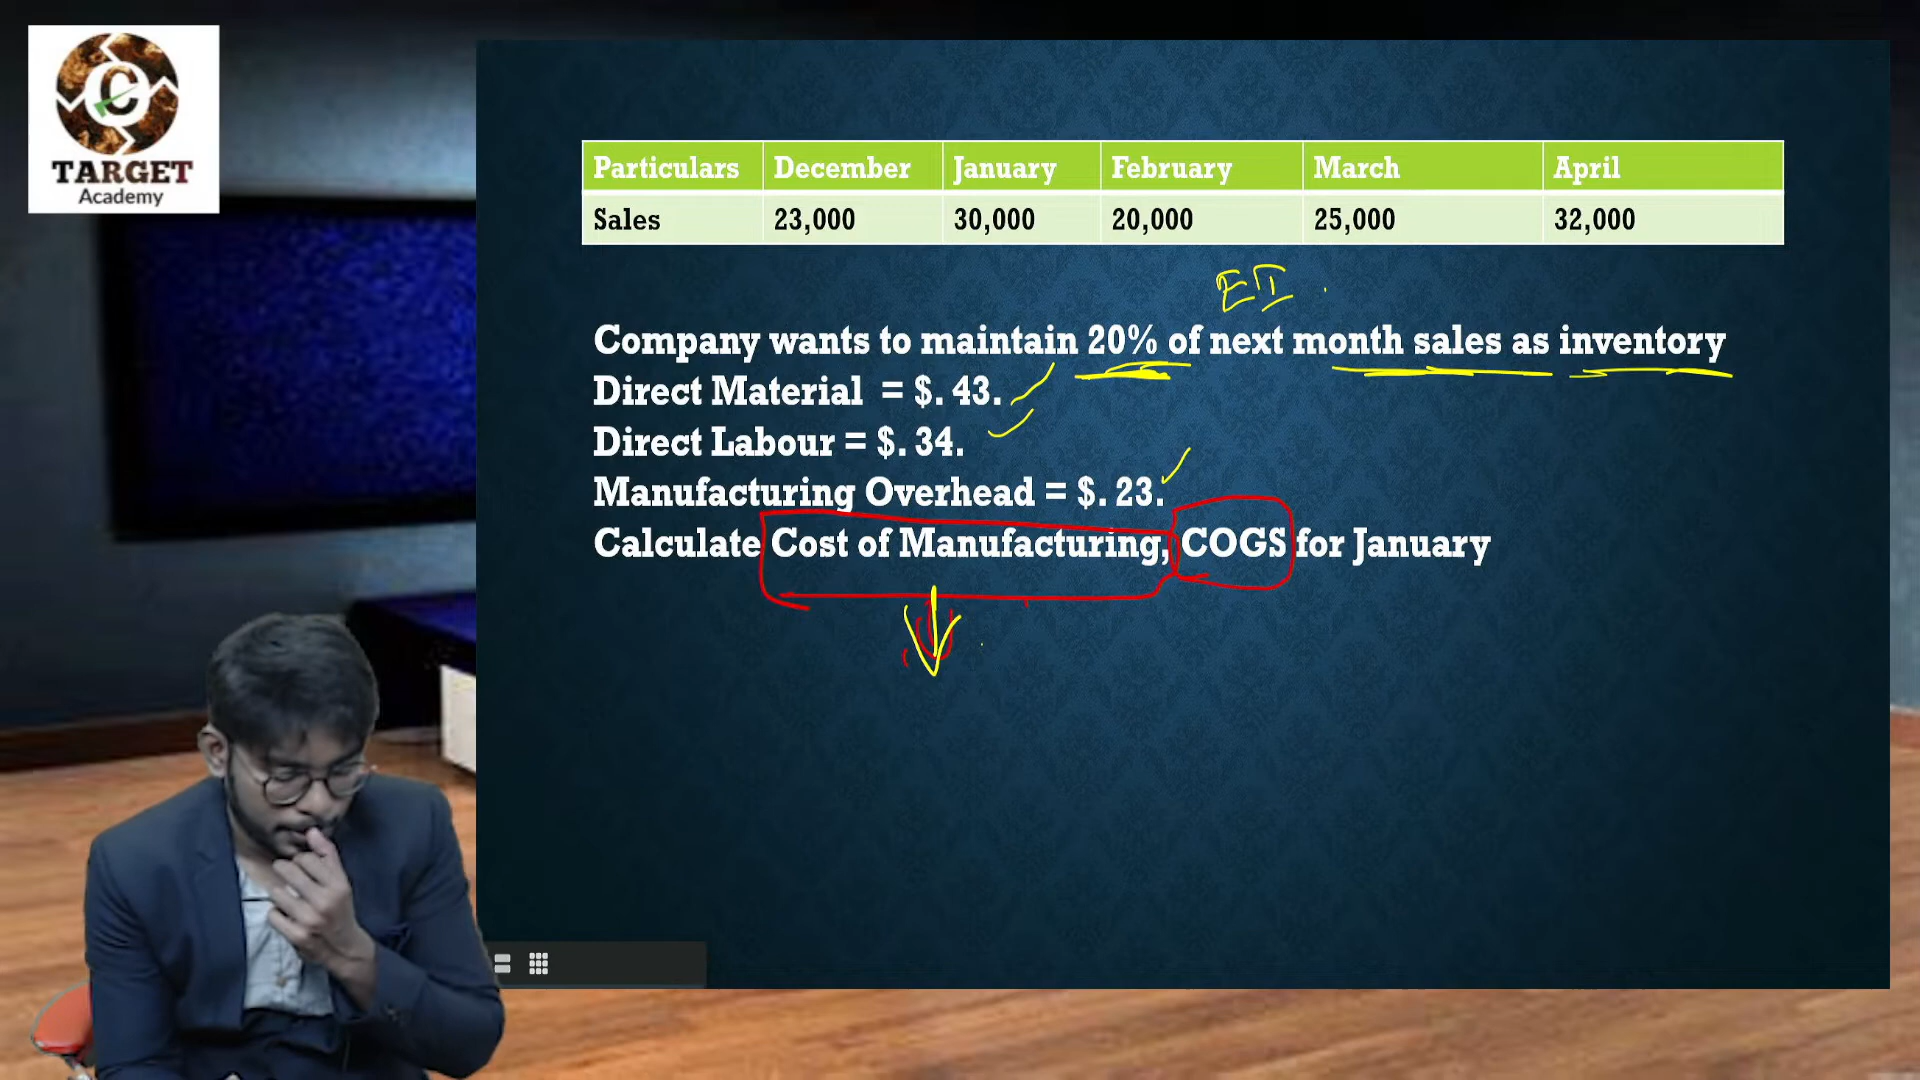 TARGET
Academy
Particulars December January February March April
Sales 23,000 30,000 20,000 25,000 32,000
EI
Company wants to maintain 20% of next month sales as inventory
Direct Material = $. 43.
Direct Labour = $. 34.
Manufacturing Overhead = $. 23.
Calculate Cost of Manufacturing, COGS for January